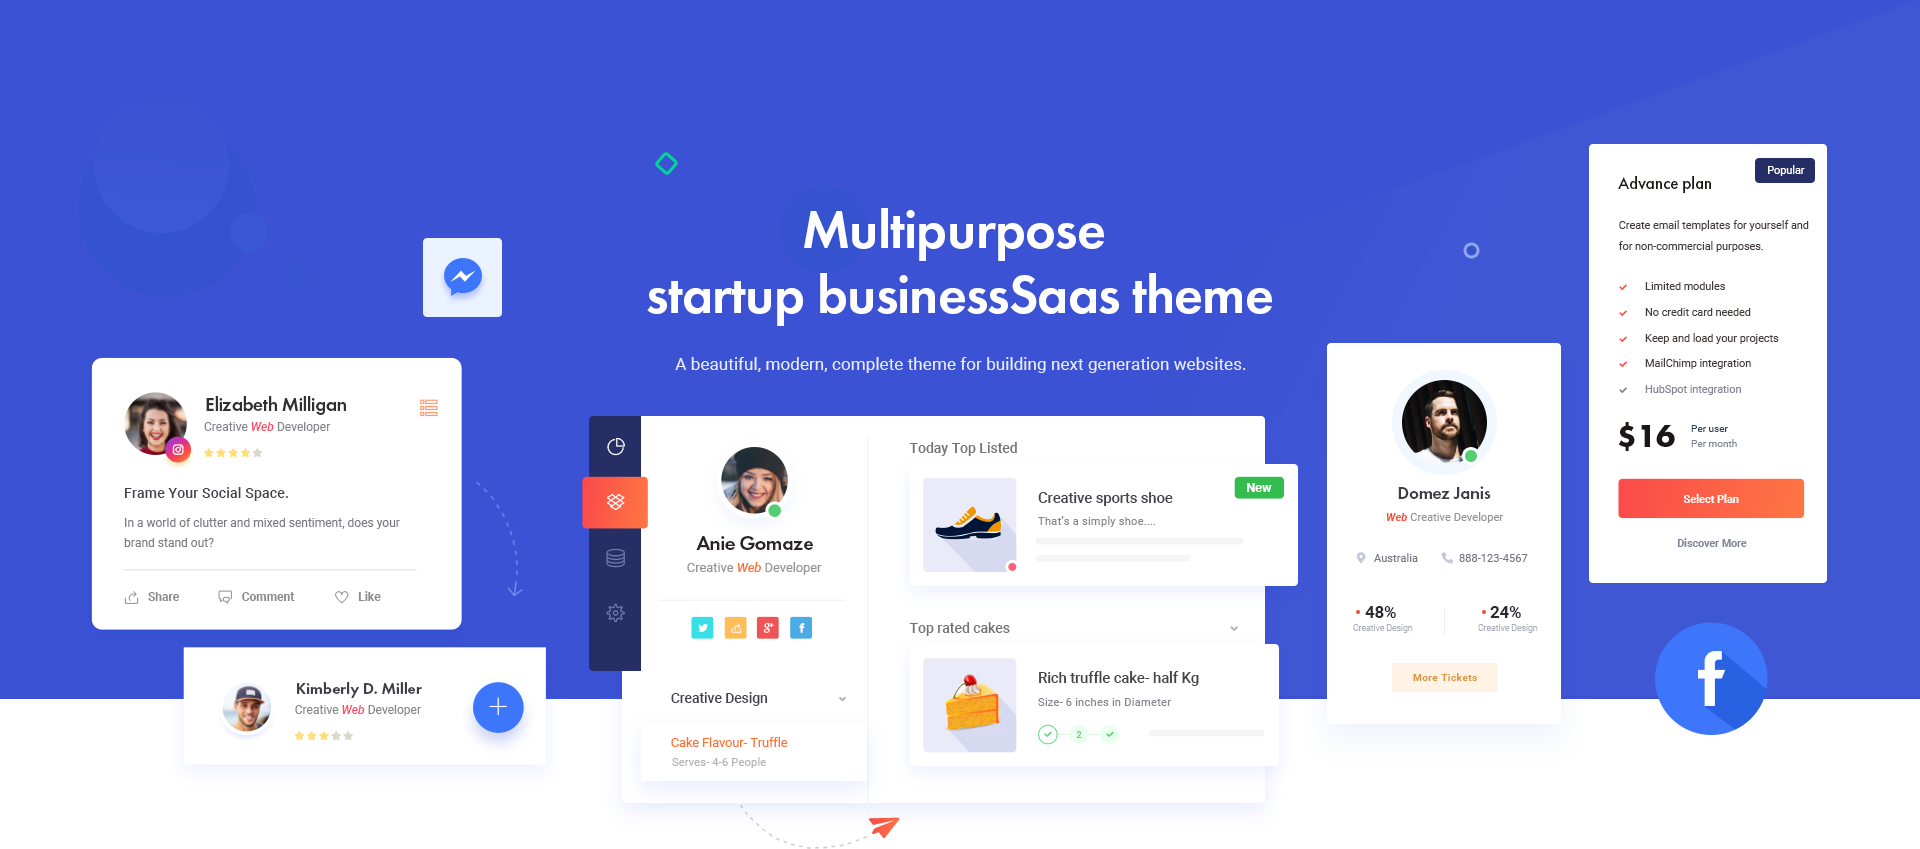 Multipurpose
startup businessSaas theme
A beautiful, modern, complete theme for building next generation websites.
Elizabeth Milligan
Creative Web Developer
Frame Your Social Space.
In a world of clutter and mixed sentiment, does your
brand stand out?
Share
Comment
Like
Kimberly D. Miller
Creative Web Developer
Anie Gomaze
Creative Web Developer
Creative Design
Cake Flavour- Truffle
Serves- 4-6 People
Today Top Listed
New
Creative sports shoe
That's a simply shoe....
Top rated cakes
Rich truffle cake- half Kg
Size- 6 inches in Diameter
2
Domez Janis
Web Creative Developer
Australia
888-123-4567
48%
Creative Design
24%
Creative Design
More Tickets
Popular
Advance plan
Create email templates for yourself and
for non-commercial purposes.
Limited modules
No credit card needed
Keep and load your projects
MailChimp integration
HubSpot integration
$16
Per user
Per month
Select Plan
Discover More